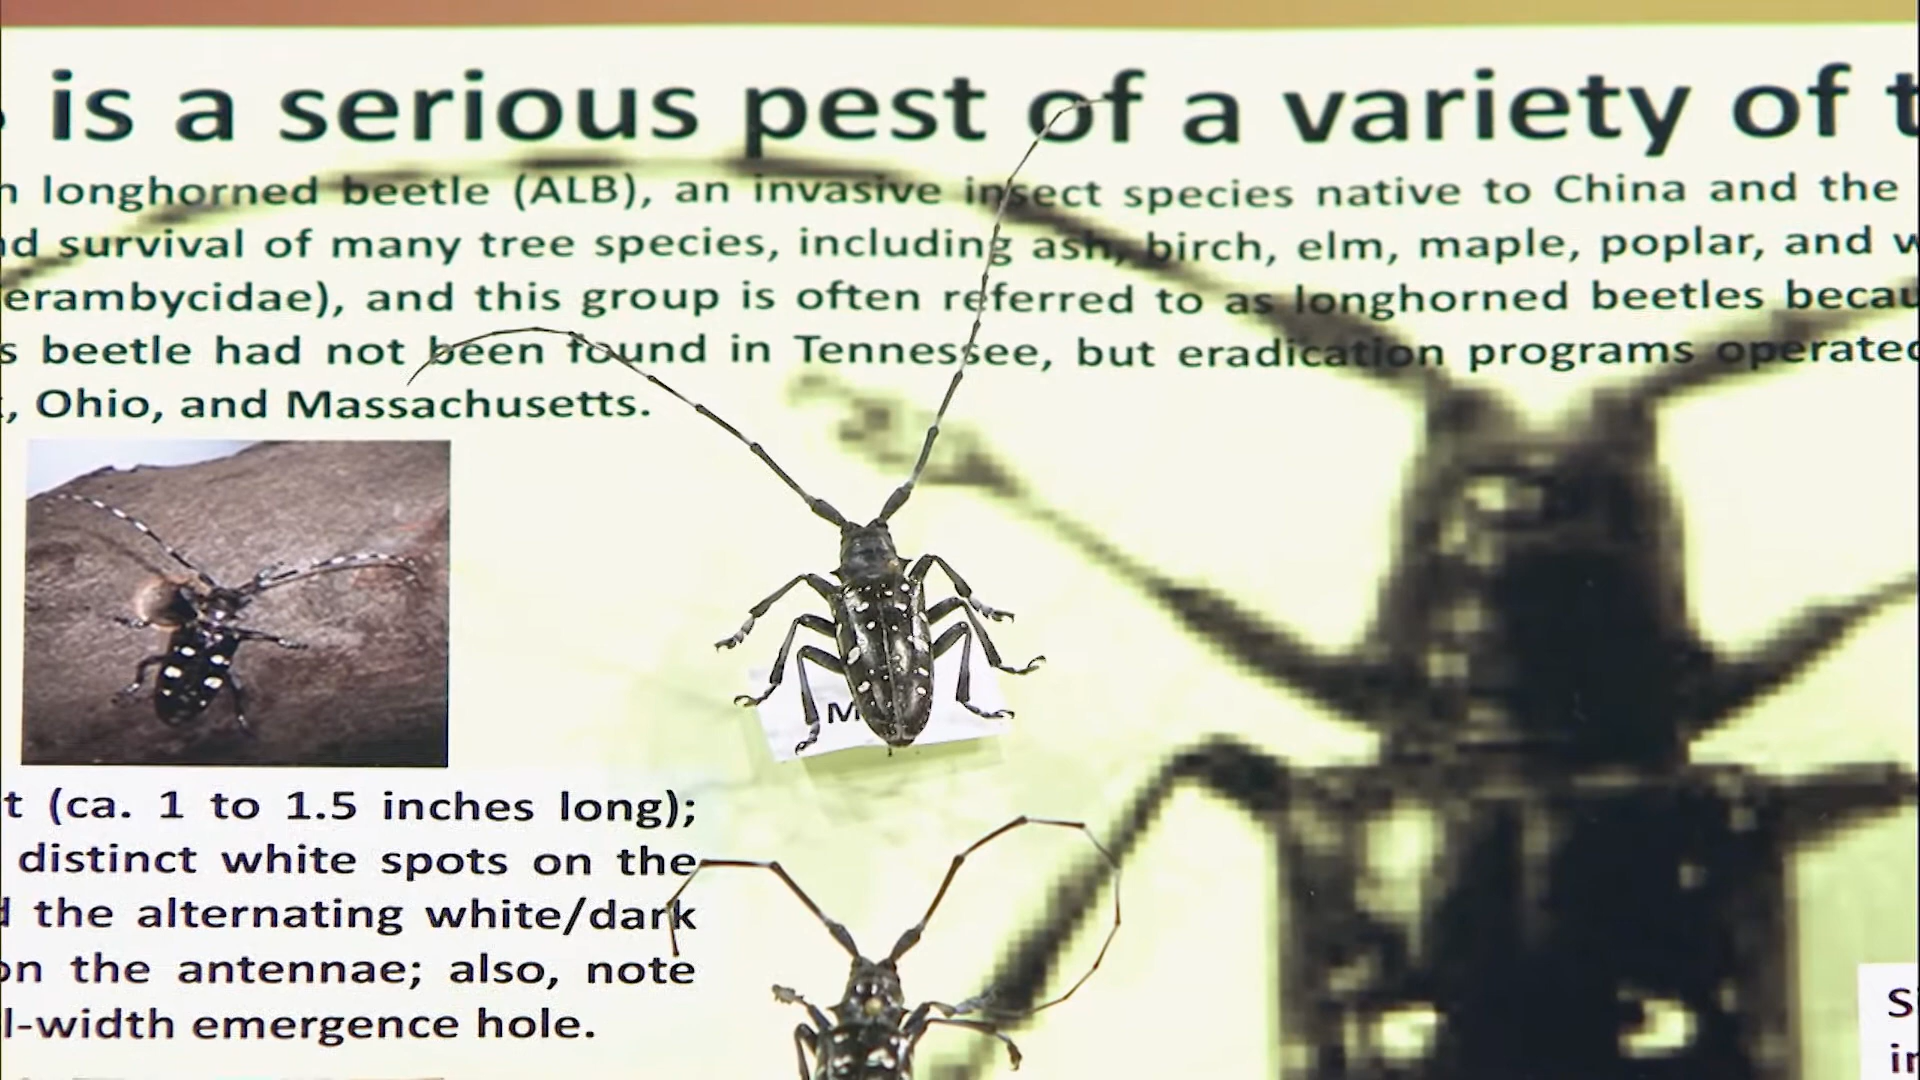 is a serious pest of a variety of t
n longhorned beetle (ALB), an invasive insect species native to China and the
nd survival of many tree species, including ash, birch, elm, maple, poplar, and w
erambycidae), and this group is often referred to as longhorned beetles becau
s beetle had not been found in Tennessee, but eradication programs operated
, Ohio, and Massachusetts.
t (ca. 1 to 1.5 inches long);
distinct white spots on the
d the alternating white/dark
on the antennae; also, note
l-width emergence hole.